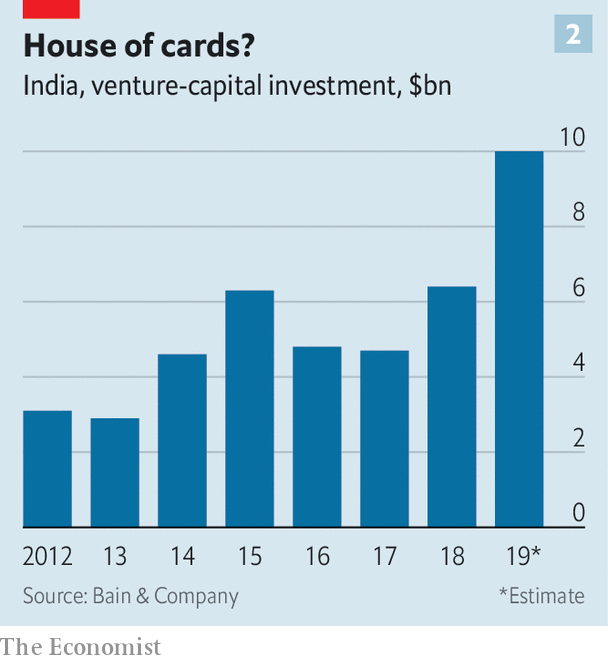 House of cards?
2
India, venture-capital investment, $bn
10
8
6
4
2
0
2012 13 14 15 16 17 18 19*
Source: Bain & Company
*Estimate
The Economist